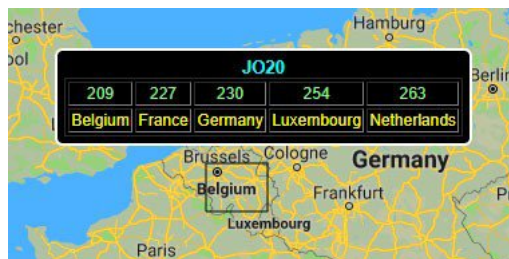 chester
Hamburg
ool
JO20
Berlin
209 227 230 254 263
Belgium France Germany Luxembourg Netherlands
Brussels Cologne
Germany
Belgium
Frankfurt
P
Luxembourg
Paris